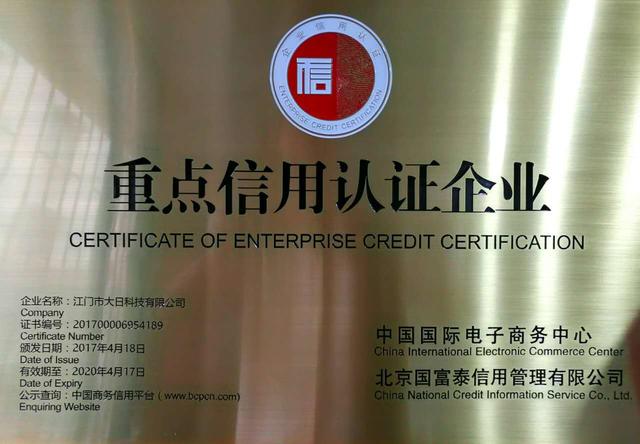 企业信用认证
信
ENTERPRISE CREDIT CERTIFICATION
重点信用认证企业
CERTIFICATE OF ENTERPRISE CREDIT CERTIFICATION
企业名称：江门市大日科技有限公司
Company
证书编号：201700006954189
Certificate Number
颁发日期：2017年4月18日
Date of Issue
有效期至：2020年4月17日
Date of Expiry
公示查询：中国商务信用平台（www.bcpcn.com）
Enquiring Website
中国国际电子商务中心
China International Electronic Commerce Center
北京国富泰信用管理有限公司
China National Credit Information Service Co., Ltd.